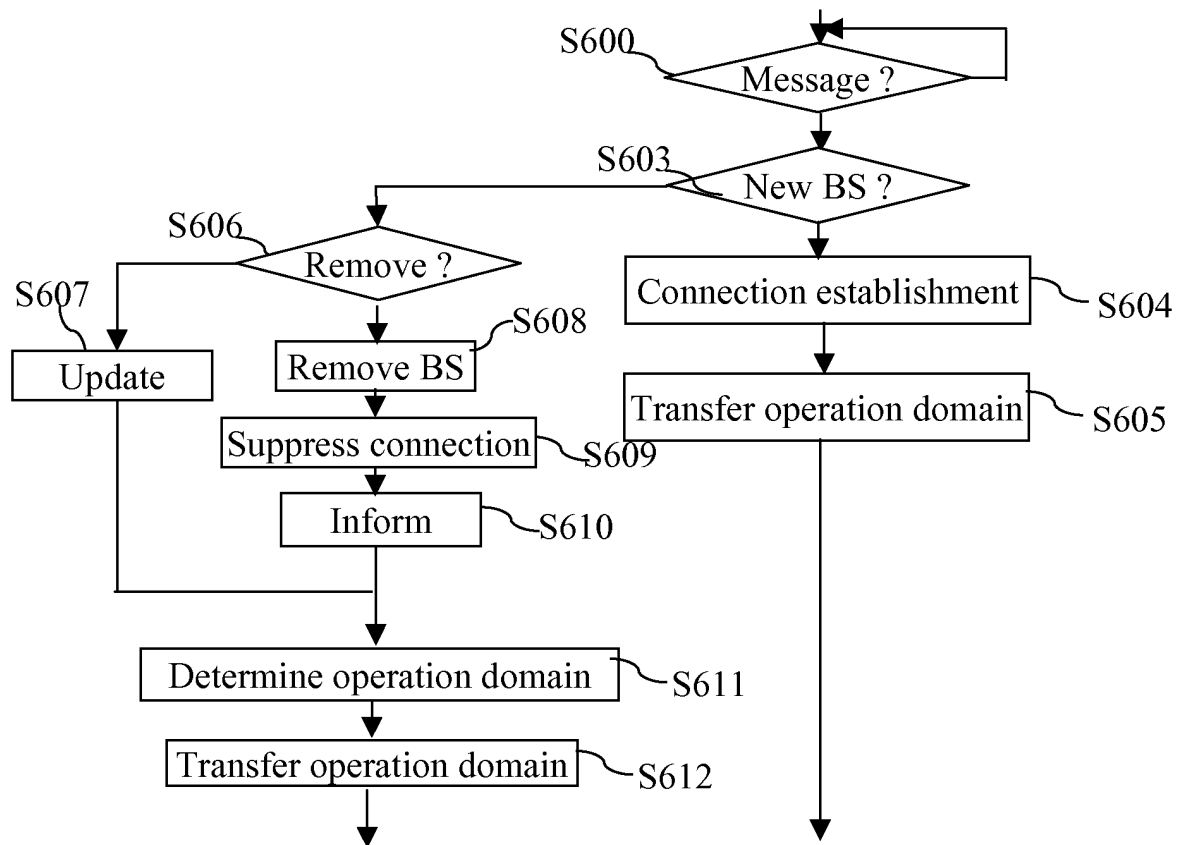 S600
Message ?
S603
New BS ?
S606
Remove ?
Connection establishment
S604
S607
S608
Update
Remove BS
Transfer operation domain
S605
Suppress connection
S609
Inform
S610
Determine operation domain
S611
Transfer operation domain
S612